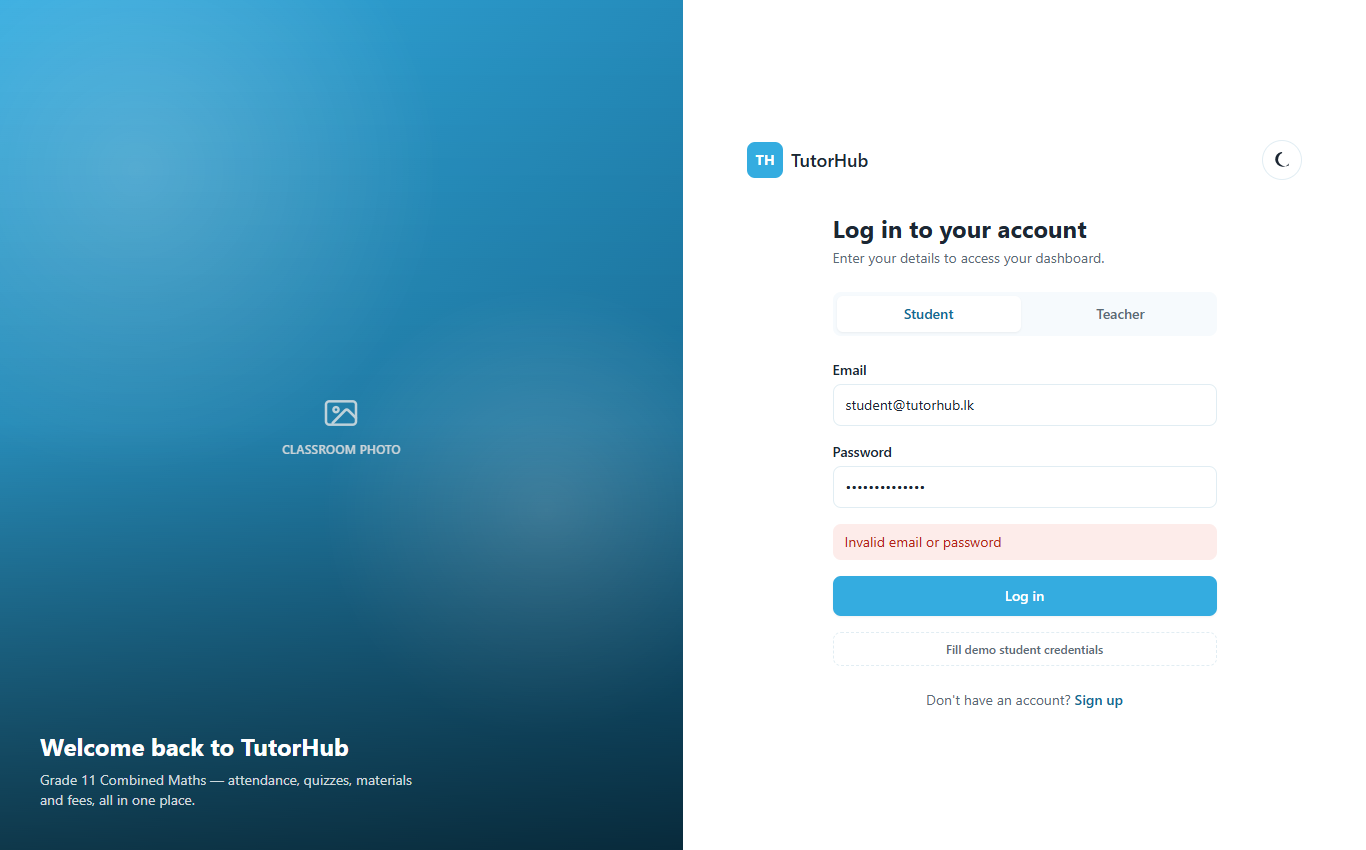 CLASSROOM PHOTO
Welcome back to TutorHub
Grade 11 Combined Maths — attendance, quizzes, materials
and fees, all in one place.
TH TutorHub
Log in to your account
Enter your details to access your dashboard.
Student Teacher
Email
student@tutorhub.lk
Password
••••••••••••••
Invalid email or password
Log in
Fill demo student credentials
Don't have an account? Sign up